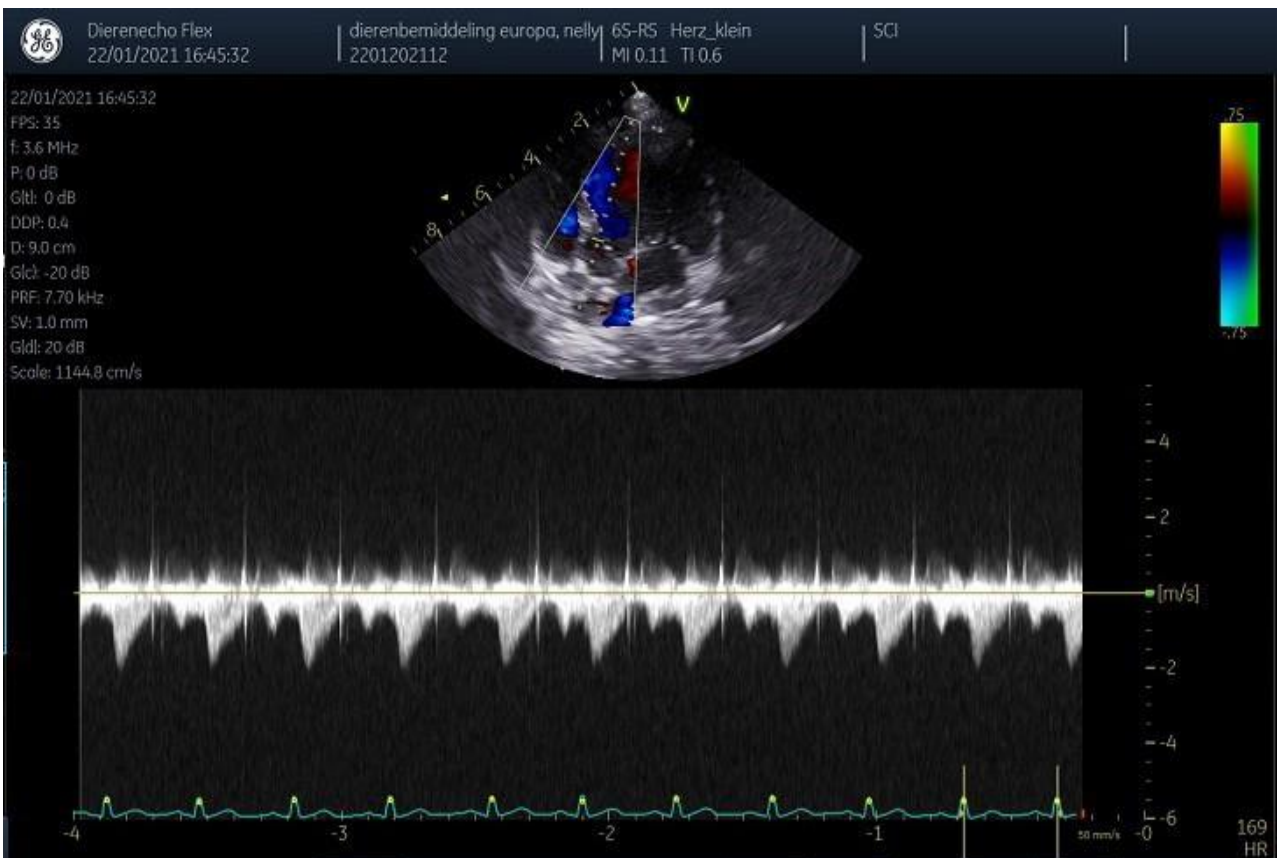 Dierenecho Flex
22/01/2021 16:45:32
dierenbemiddeling europa, nelly
2201202112
6S-RS Herz_klein
MI 0.11 TI 0.6
SCI
22/01/2021 16:45:32
FPS: 35
f: 3.6 MHz
P: 0 dB
G(tl: 0 dB
DDP: 0.4
D: 9.0 cm
G(c): -20 dB
PRF: 7.70 kHz
SV: 1.0 mm
G(d): 20 dB
Scale: 1144.8 cm/s
V
2
4
6
8
.75
-.75
4
2
[m/s]
-2
-4
-6
-4
-3
-2
-1
50 mm/s
-0
169
HR